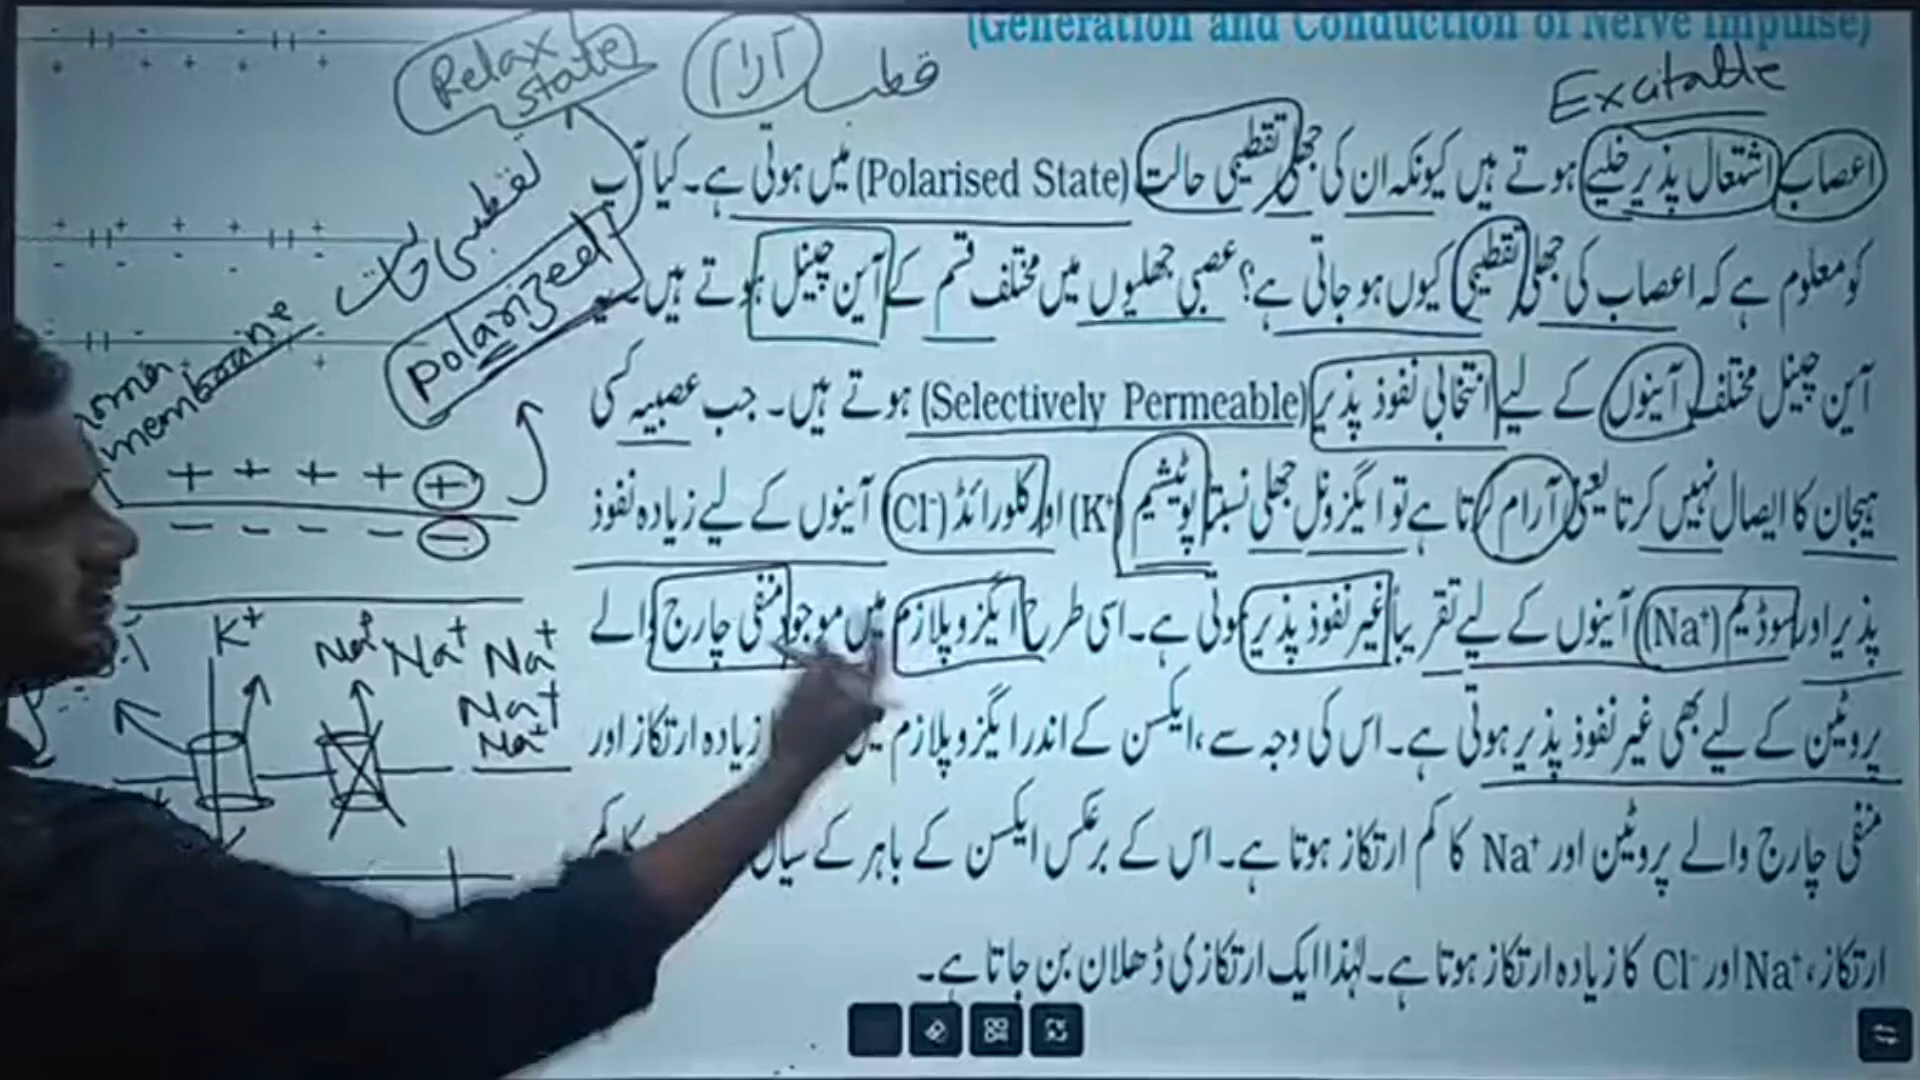 (Generation and Conduction of Nerve Impulse)
Relax state
آرام
قطب
Excitable
اعصاب اشتعال پذیر خلیے ہوتے ہیں کیونکہ ان کی جھلی تقطیبی حالت (Polarised State) میں ہوتی ہے۔ کیا آپ
کو معلوم ہے کہ اعصاب کی جھلی تقطیبی کیوں ہو جاتی ہے؟ عصبی جھلیوں میں مختلف قسم کے آین چینل ہوتے ہیں۔ یہ
آین چینل مختلف آینوں کے لیے انتخابی نفوذ پذیر (Selectively Permeable) ہوتے ہیں۔ جب عصبیہ کسی
ہیجان کا ایصال نہیں کرتا یعنی آرام کرتا ہے تو ایگزونل جھلی نسبتاً پوٹیشیم (K⁺) اور کلورائڈ (Cl⁻) آینوں کے لیے زیادہ نفوذ
پذیر اور سوڈیم (Na⁺) آینوں کے لیے تقریباً غیر نفوذ پذیر ہوتی ہے۔ اسی طرح ایگزوپلازم میں موجود منفی چارج والے
پروٹین کے لیے بھی غیر نفوذ پذیر ہوتی ہے۔ اس کی وجہ سے، ایکسن کے اندر ایگزوپلازم میں زیادہ ارتکاز اور
منفی چارج والے پروٹین اور Na⁺ کا کم ارتکاز ہوتا ہے۔ اس کے برعکس ایکسن کے باہر کے سیال کا کم
ارتکاز، Na⁺ اور Cl⁻ کا زیادہ ارتکاز ہوتا ہے۔ لہٰذا ایک ارتکازی ڈھلان بن جاتا ہے۔
تقطیبی حالت
polarized
membrane
+ + + + +
− − − − −
K⁺ Na⁺ Na⁺ Na⁺
Na⁺
Na⁺